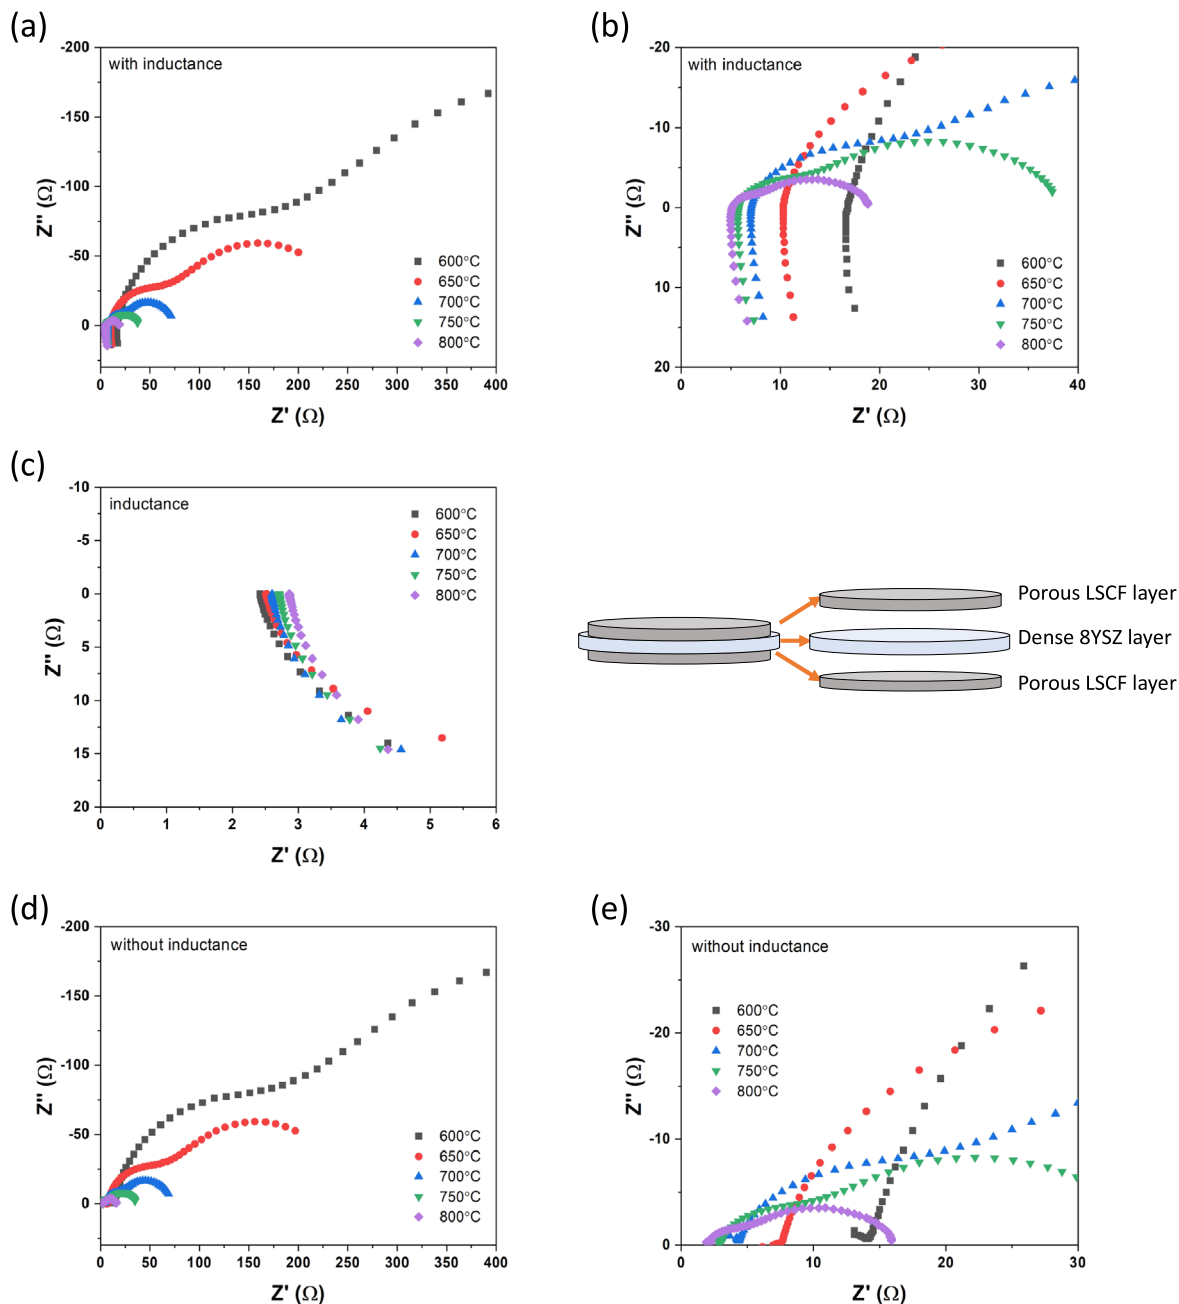 (a)
-200
-150
-100
-50
0
with inductance
600°C
650°C
700°C
750°C
800°C
Z'' (Ω)
0 50 100 150 200 250 300 350 400
Z' (Ω)
(b)
-20
-10
0
10
20
with inductance
600°C
650°C
700°C
750°C
800°C
Z'' (Ω)
0 10 20 30 40
Z' (Ω)
(c)
-10
-5
0
5
10
15
20
inductance
600°C
650°C
700°C
750°C
800°C
Z'' (Ω)
0 1 2 3 4 5 6
Z' (Ω)
Porous LSCF layer
Dense 8YSZ layer
Porous LSCF layer
(d)
-200
-150
-100
-50
0
without inductance
600°C
650°C
700°C
750°C
800°C
Z'' (Ω)
0 50 100 150 200 250 300 350 400
Z' (Ω)
(e)
-30
-20
-10
0
without inductance
600°C
650°C
700°C
750°C
800°C
Z'' (Ω)
0 10 20 30
Z' (Ω)